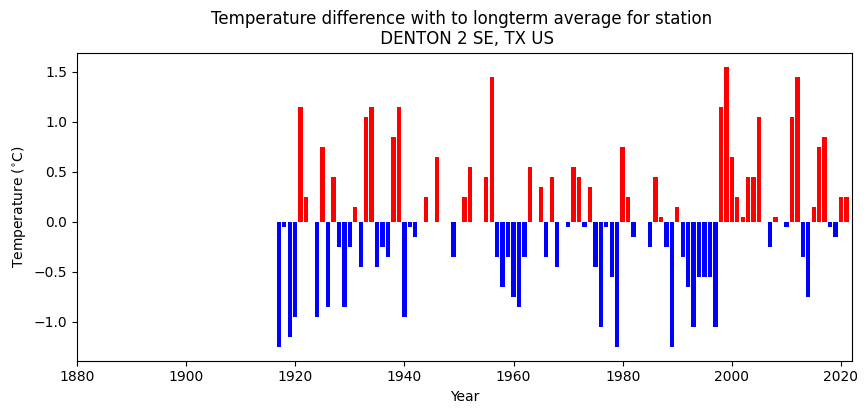 Temperature difference with to longterm average for station
DENTON 2 SE, TX US
Temperature (°C)
1.5
1.0
0.5
0.0
−0.5
−1.0
1880 1900 1920 1940 1960 1980 2000 2020
Year